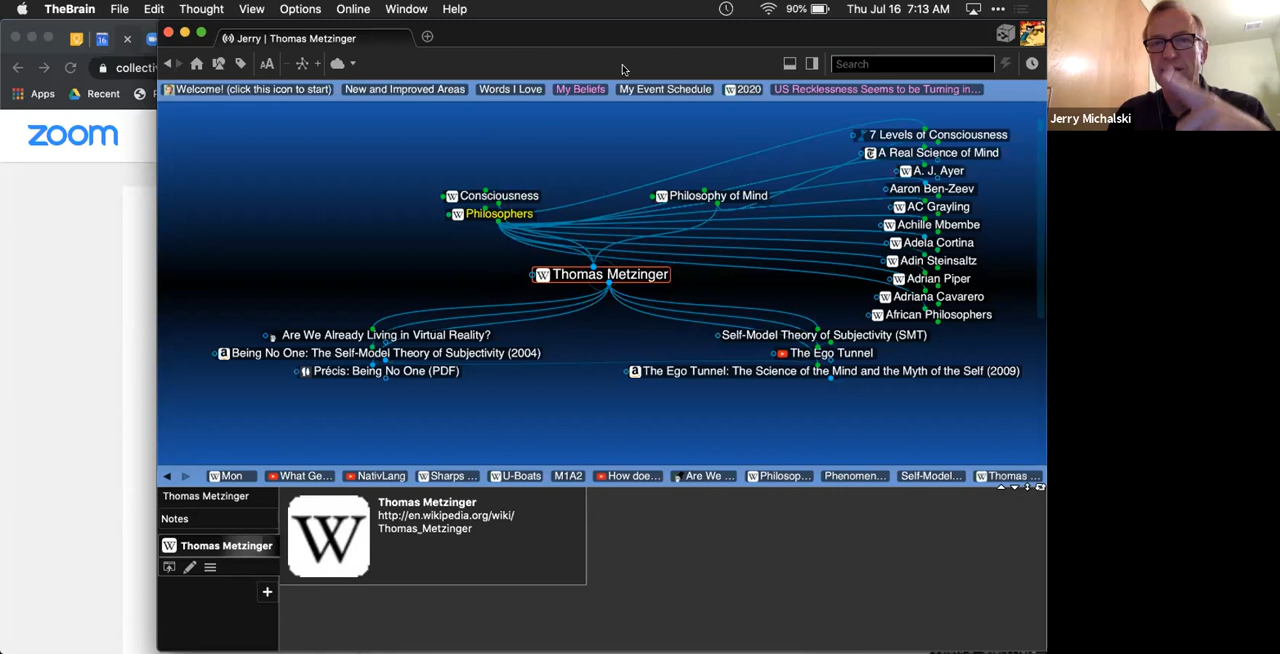 TheBrain File Edit Thought View Options Online Window Help 90% Thu Jul 16 7:13 AM
16
Jerry | Thomas Metzinger
collectiv
AA
Search
Apps Recent
Welcome! (click this icon to start) New and Improved Areas Words I Love My Beliefs My Event Schedule 2020 US Recklessness Seems to be Turning in...
zoom
Jerry Michalski
7 Levels of Consciousness
A Real Science of Mind
A. J. Ayer
Aaron Ben-Zeev
AC Grayling
Achille Mbembe
Adela Cortina
Adin Steinsaltz
Adrian Piper
Adriana Cavarero
African Philosophers
Consciousness
Philosophers
Philosophy of Mind
W Thomas Metzinger
Are We Already Living in Virtual Reality?
Being No One: The Self-Model Theory of Subjectivity (2004)
Précis: Being No One (PDF)
Self-Model Theory of Subjectivity (SMT)
The Ego Tunnel
The Ego Tunnel: The Science of the Mind and the Myth of the Self (2009)
Mon What Ge... NativLang Sharps ... U-Boats M1A2 How doe... Are We ... Philosop... Phenomen... Self-Model... Thomas ...
Thomas Metzinger
Notes
W Thomas Metzinger
W
Thomas Metzinger
http://en.wikipedia.org/wiki/
Thomas_Metzinger